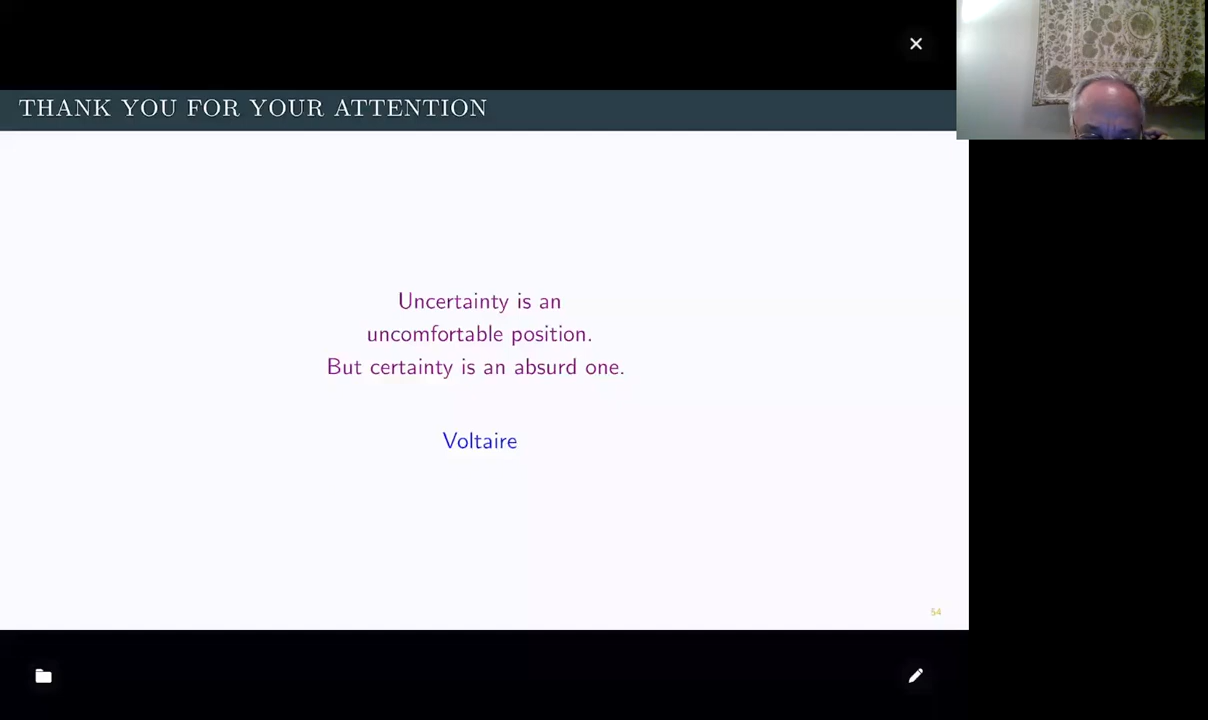 THANK YOU FOR YOUR ATTENTION
Uncertainty is an
uncomfortable position.
But certainty is an absurd one.
Voltaire
54